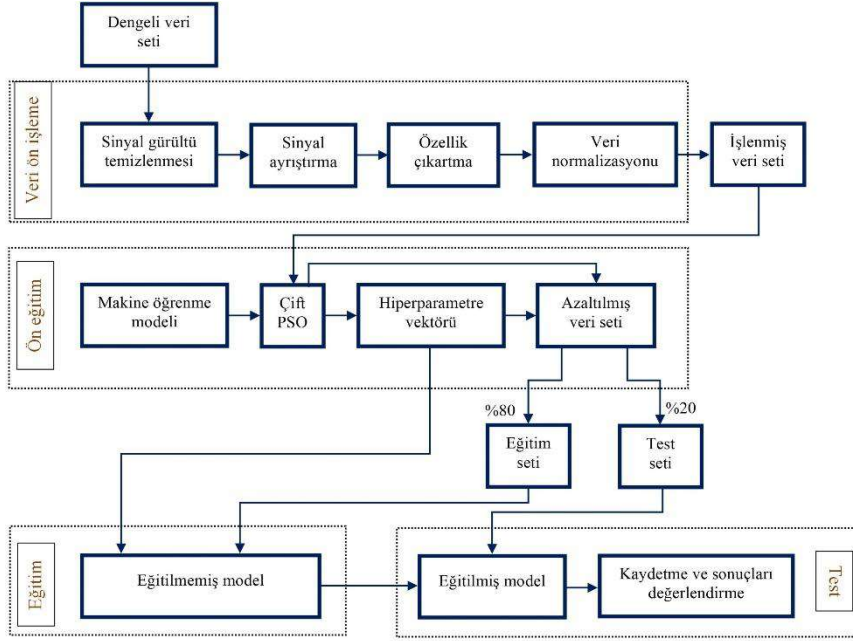 Dengeli veri
seti
Veri ön işleme
Sinyal gürültü
temizlenmesi
Sinyal
ayrıştırma
Özellik
çıkartma
Veri
normalizasyonu
İşlenmiş
veri seti
Ön eğitim
Makine öğrenme
modeli
Çift
PSO
Hiperparametre
vektörü
Azaltılmış
veri seti
%80
%20
Eğitim
seti
Test
seti
Eğitim
Eğitilmemiş model
Eğitilmiş model
Kaydetme ve sonuçları
değerlendirme
Test